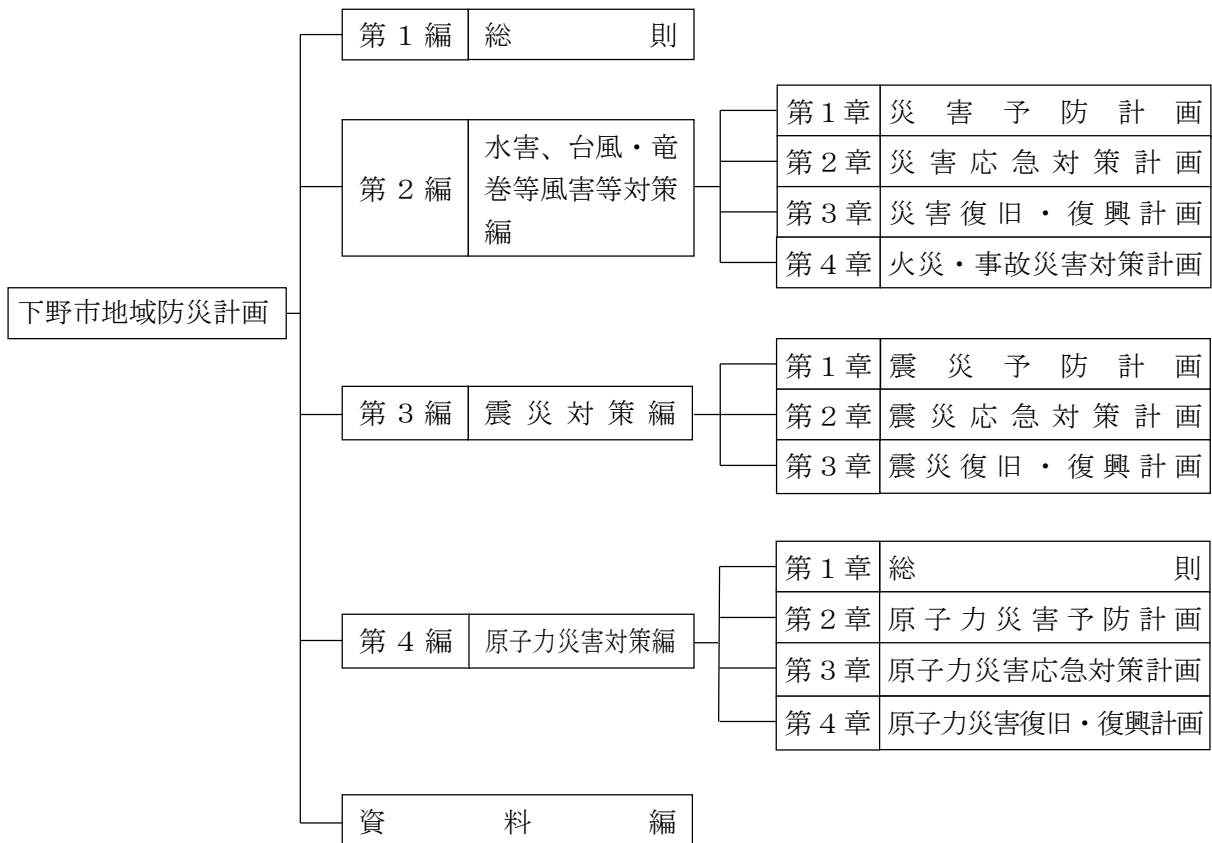 第1編 総則
第2編 水害、台風・竜
巻等風害等対策
編
第1章 災害予防計画
第2章 災害応急対策計画
第3章 災害復旧・復興計画
第4章 火災・事故災害対策計画
下野市地域防災計画
第3編 震災対策編
第1章 震災予防計画
第2章 震災応急対策計画
第3章 震災復旧・復興計画
第4編 原子力災害対策編
第1章 総則
第2章 原子力災害予防計画
第3章 原子力災害応急対策計画
第4章 原子力災害復旧・復興計画
資料編